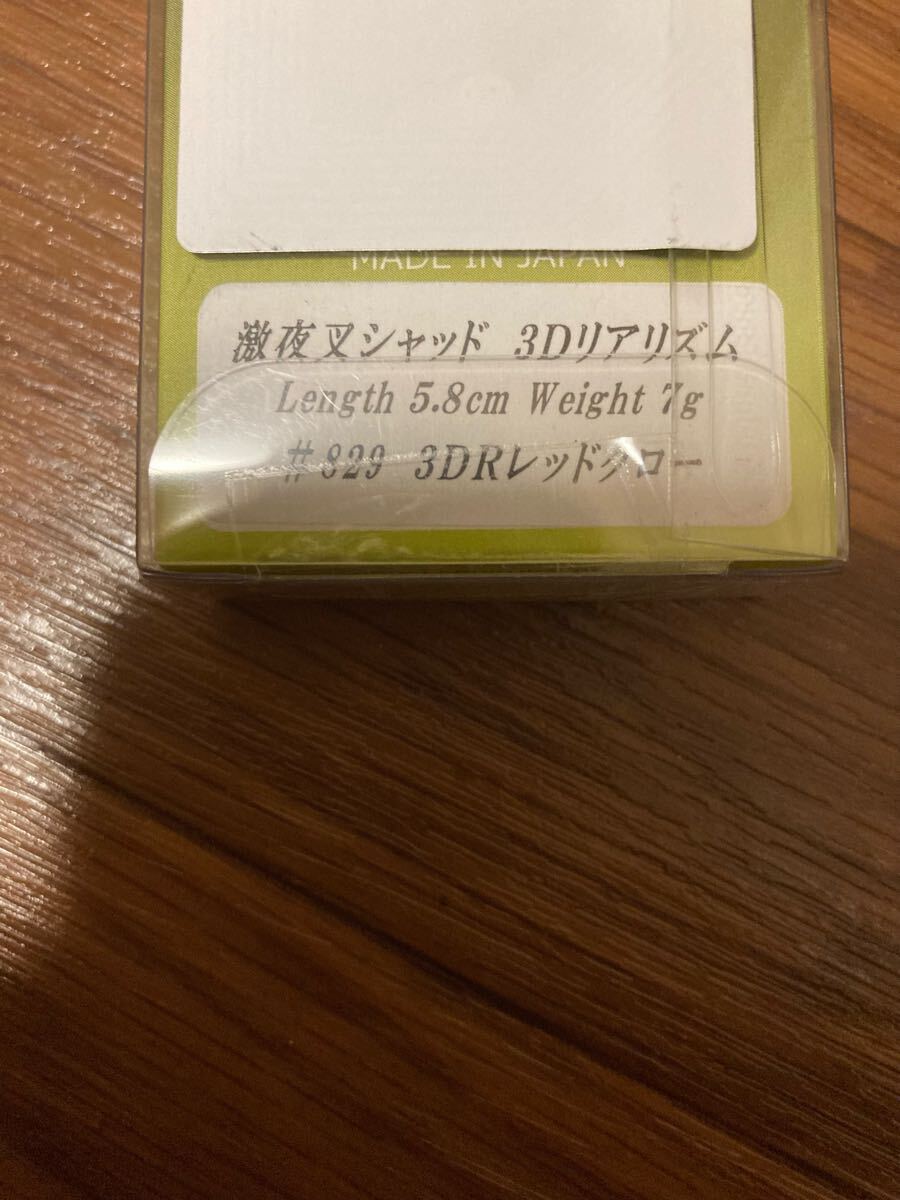 MADE IN JAPAN
激夜叉シャッド 3Dリアリズム
Length 5.8cm Weight 7g
#829 3DRレッドクロー